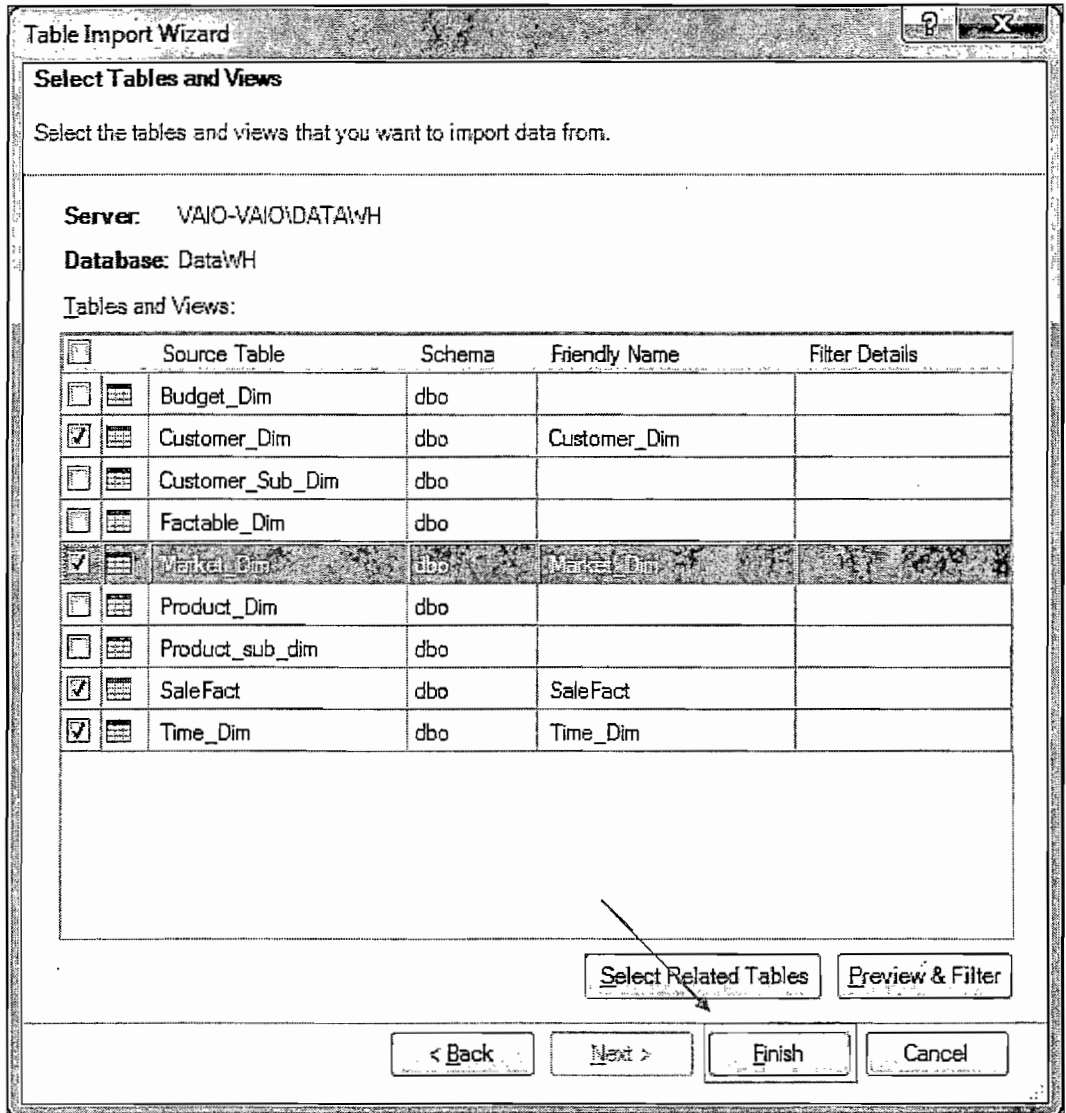 Table Import Wizard
Select Tables and Views
Select the tables and views that you want to import data from.
Server: VAIO-VAIO\DATAWH
Database: DataWH
Tables and Views:
Source Table Schema Friendly Name Filter Details
Budget_Dim dbo
Customer_Dim dbo Customer_Dim
Customer_Sub_Dim dbo
Factable_Dim dbo
Market_Dim dbo Market_Dim
Product_Dim dbo
Product_sub_dim dbo
SaleFact dbo SaleFact
Time_Dim dbo Time_Dim
Select Related Tables Preview & Filter
< Back Next > Finish Cancel